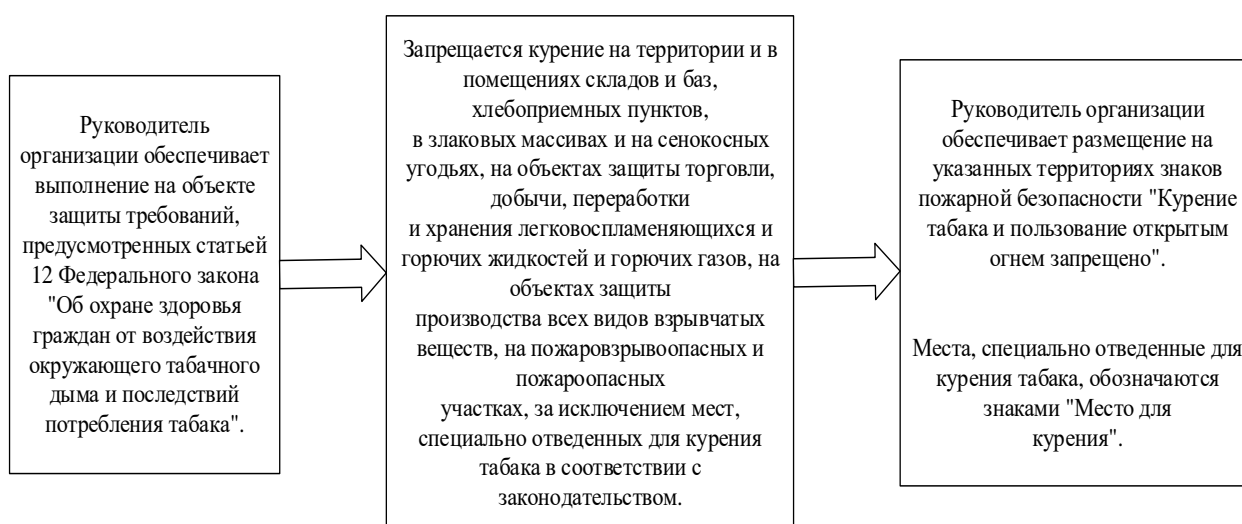 Руководитель
организации обеспечивает
выполнение на объекте
защиты требований,
предусмотренных статьей
12 Федерального закона
"Об охране здоровья
граждан от воздействия
окружающего табачного
дыма и последствий
потребления табака".
Запрещается курение на территории и в
помещениях складов и баз,
хлебоприемных пунктов,
в злаковых массивах и на сенокосных
угодьях, на объектах защиты торговли,
добычи, переработки
и хранения легковоспламеняющихся и
горючих жидкостей и горючих газов, на
объектах защиты
производства всех видов взрывчатых
веществ, на пожаровзрывоопасных и
пожароопасных
участках, за исключением мест,
специально отведенных для курения
табака в соответствии с
законодательством.
Руководитель организации
обеспечивает размещение на
указанных территориях знаков
пожарной безопасности "Курение
табака и пользование открытым
огнем запрещено".
Места, специально отведенные для
курения табака, обозначаются
знаками "Место для
курения".